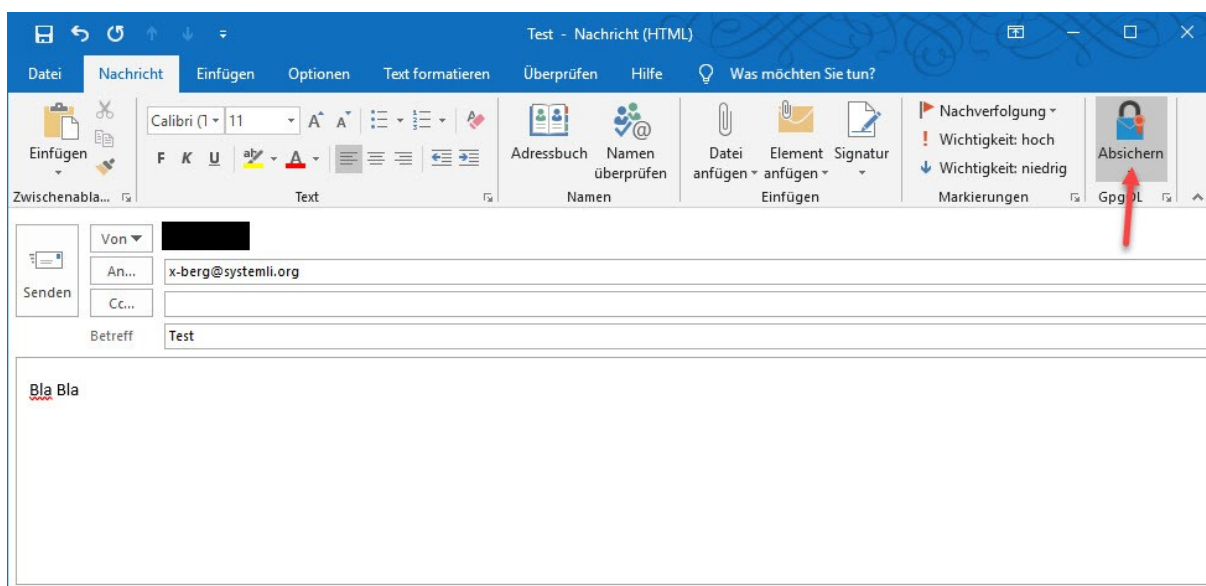 Test - Nachricht (HTML)
Datei Nachricht Einfügen Optionen Text formatieren Überprüfen Hilfe Was möchten Sie tun?
Einfügen
Calibri (T 11
F K U
Adressbuch
Namen überprüfen
Datei anfügen
Element anfügen
Signatur
Nachverfolgung
Wichtigkeit: hoch
Wichtigkeit: niedrig
Absichern
Zwischenabla... Text Namen Einfügen Markierungen GpgOL
Von
Senden
An... x-berg@systemli.org
Cc...
Betreff Test
Bla Bla